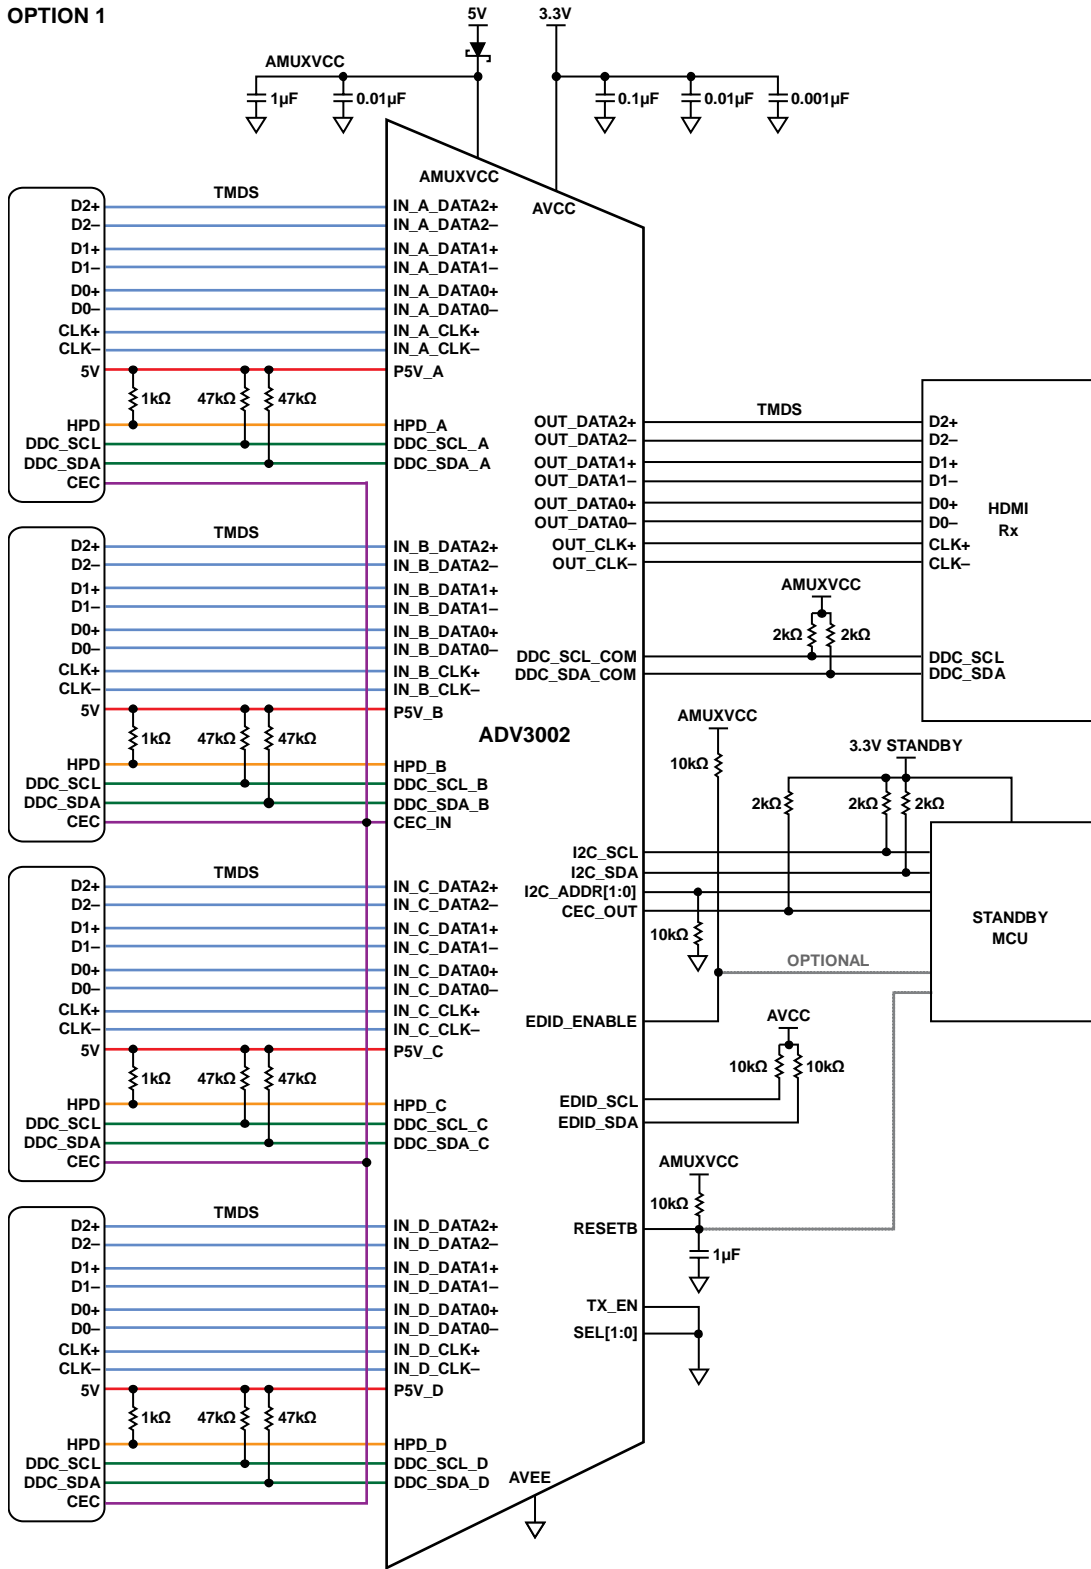 OPTION 1
5V
3.3V
AMUXVCC
1µF
0.01µF
0.1µF
0.01µF
0.001µF
AMUXVCC
AVCC
TMDS
D2+
IN_A_DATA2+
D2–
IN_A_DATA2–
D1+
IN_A_DATA1+
D1–
IN_A_DATA1–
D0+
IN_A_DATA0+
D0–
IN_A_DATA0–
CLK+
IN_A_CLK+
CLK–
IN_A_CLK–
5V
P5V_A
1kΩ
47kΩ
47kΩ
HPD
HPD_A
DDC_SCL
DDC_SCL_A
DDC_SDA
DDC_SDA_A
CEC
TMDS
OUT_DATA2+
D2+
OUT_DATA2–
D2–
OUT_DATA1+
D1+
OUT_DATA1–
D1–
OUT_DATA0+
D0+
OUT_DATA0–
D0–
OUT_CLK+
CLK+
OUT_CLK–
CLK–
HDMI
Rx
AMUXVCC
2kΩ
2kΩ
DDC_SCL_COM
DDC_SCL
DDC_SDA_COM
DDC_SDA
TMDS
D2+
IN_B_DATA2+
D2–
IN_B_DATA2–
D1+
IN_B_DATA1+
D1–
IN_B_DATA1–
D0+
IN_B_DATA0+
D0–
IN_B_DATA0–
CLK+
IN_B_CLK+
CLK–
IN_B_CLK–
5V
P5V_B
1kΩ
47kΩ
47kΩ
ADV3002
HPD
HPD_B
DDC_SCL
DDC_SCL_B
DDC_SDA
DDC_SDA_B
CEC
CEC_IN
AMUXVCC
10kΩ
3.3V STANDBY
2kΩ
2kΩ
2kΩ
I2C_SCL
I2C_SDA
I2C_ADDR[1:0]
CEC_OUT
10kΩ
STANDBY
MCU
OPTIONAL
EDID_ENABLE
AVCC
10kΩ
10kΩ
EDID_SCL
EDID_SDA
TMDS
D2+
IN_C_DATA2+
D2–
IN_C_DATA2–
D1+
IN_C_DATA1+
D1–
IN_C_DATA1–
D0+
IN_C_DATA0+
D0–
IN_C_DATA0–
CLK+
IN_C_CLK+
CLK–
IN_C_CLK–
5V
P5V_C
1kΩ
47kΩ
47kΩ
HPD
HPD_C
DDC_SCL
DDC_SCL_C
DDC_SDA
DDC_SDA_C
CEC
AMUXVCC
10kΩ
RESETB
1µF
TX_EN
SEL[1:0]
TMDS
D2+
IN_D_DATA2+
D2–
IN_D_DATA2–
D1+
IN_D_DATA1+
D1–
IN_D_DATA1–
D0+
IN_D_DATA0+
D0–
IN_D_DATA0–
CLK+
IN_D_CLK+
CLK–
IN_D_CLK–
5V
P5V_D
1kΩ
47kΩ
47kΩ
HPD
HPD_D
DDC_SCL
DDC_SCL_D
DDC_SDA
DDC_SDA_D
CEC
AVEE